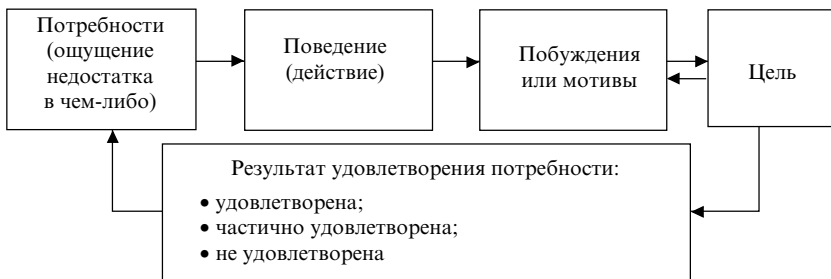 Потребности
(ощущение
недостатка
в чем-либо)
Поведение
(действие)
Побуждения
или мотивы
Цель
Результат удовлетворения потребности:
• удовлетворена;
• частично удовлетворена;
• не удовлетворена